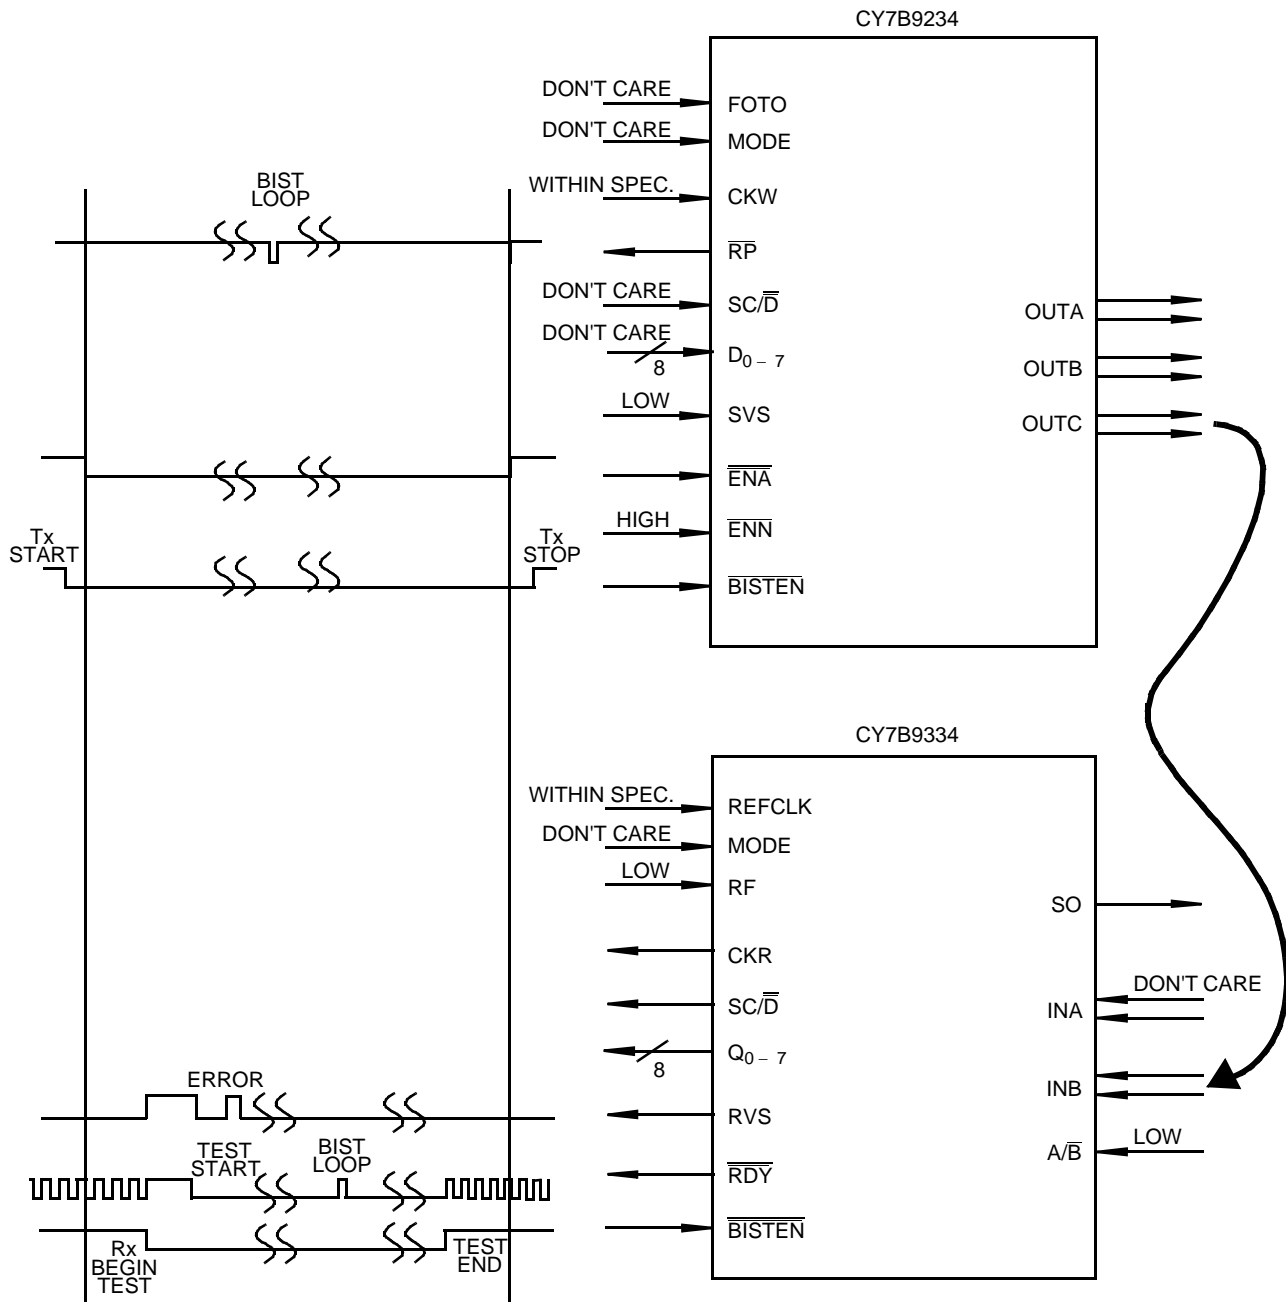 CY7B9234
DON'T CARE
FOTO
DON'T CARE
MODE
WITHIN SPEC.
CKW
RP
DON'T CARE
SC/D
DON'T CARE
8
D0 – 7
LOW
SVS
ENA
HIGH
ENN
BISTEN
OUTA
OUTB
OUTC
BIST
LOOP
Tx
START
Tx
STOP
CY7B9334
WITHIN SPEC.
REFCLK
DON'T CARE
MODE
LOW
RF
CKR
SC/D
8
Q0 – 7
RVS
RDY
BISTEN
SO
DON'T CARE
INA
INB
LOW
A/B
ERROR
TEST
START
BIST
LOOP
Rx
BEGIN
TEST
TEST
END